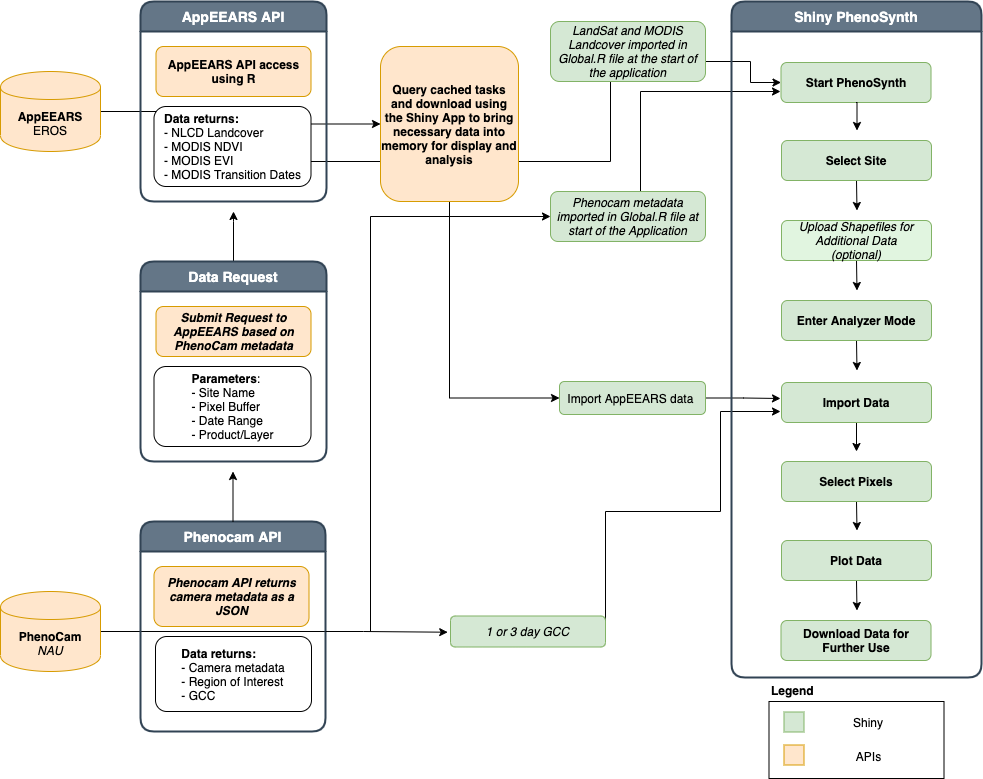 AppEEARS API
AppEEARS API access
using R
AppEEARS
EROS
Data returns:
- NLCD Landcover
- MODIS NDVI
- MODIS EVI
- MODIS Transition Dates
Query cached tasks
and download using
the Shiny App to bring
necessary data into
memory for display and
analysis
LandSat and MODIS
Landcover imported in
Global.R file at the start of
the application
Phenocam metadata
imported in Global.R file at
start of the Application
Data Request
Submit Request to
AppEEARS based on
PhenoCam metadata
Parameters:
- Site Name
- Pixel Buffer
- Date Range
- Product/Layer
Import AppEEARS data
Phenocam API
Phenocam API returns
camera metadata as a
JSON
PhenoCam
NAU
Data returns:
- Camera metadata
- Region of Interest
- GCC
1 or 3 day GCC
Shiny PhenoSynth
Start PhenoSynth
Select Site
Upload Shapefiles for
Additional Data
(optional)
Enter Analyzer Mode
Import Data
Select Pixels
Plot Data
Download Data for
Further Use
Legend
Shiny
APIs